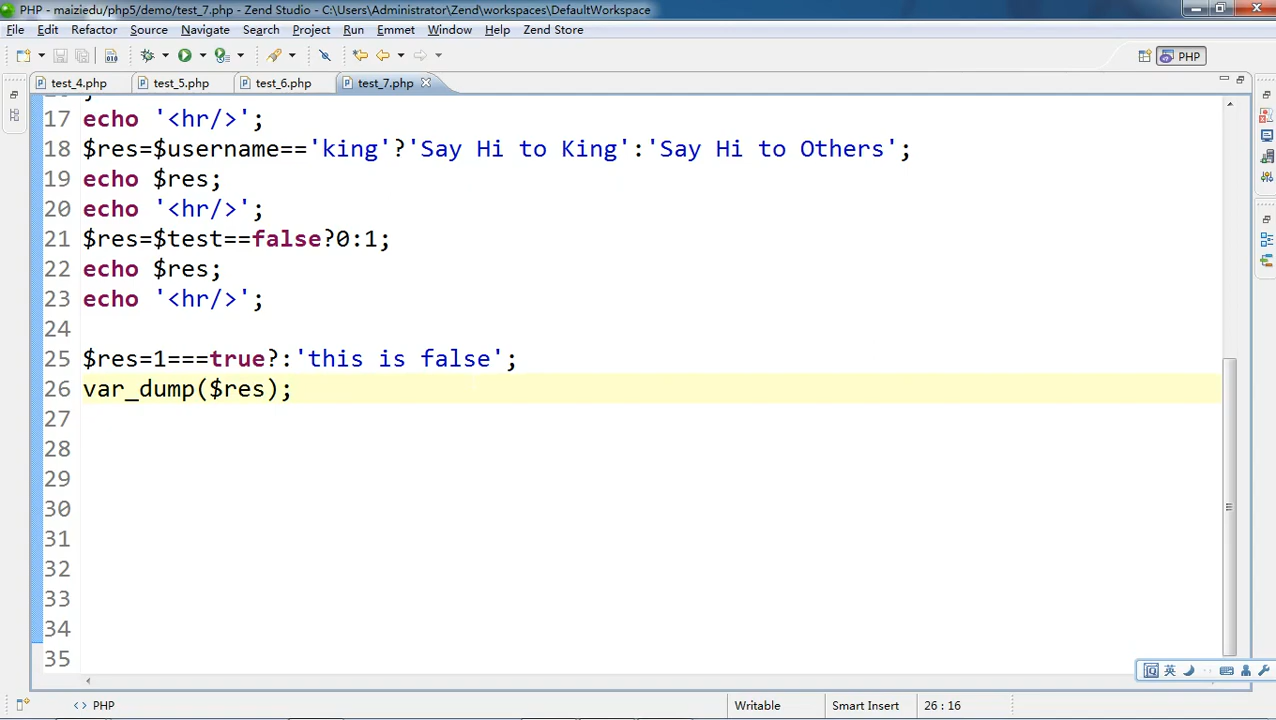 PHP - maiziedu/php5/demo/test_7.php - Zend Studio - C:\Users\Administrator\Zend\workspaces\DefaultWorkspace
File Edit Refactor Source Navigate Search Project Run Emmet Window Help Zend Store
PHP
test_4.php test_5.php test_6.php test_7.php
17 echo '<hr/>';
18 $res=$username=='king'?'Say Hi to King':'Say Hi to Others';
19 echo $res;
20 echo '<hr/>';
21 $res=$test==false?0:1;
22 echo $res;
23 echo '<hr/>';
24
25 $res=1===true?:'this is false';
26 var_dump($res);
27
28
29
30
31
32
33
34
35
英
PHP Writable Smart Insert 26 : 16